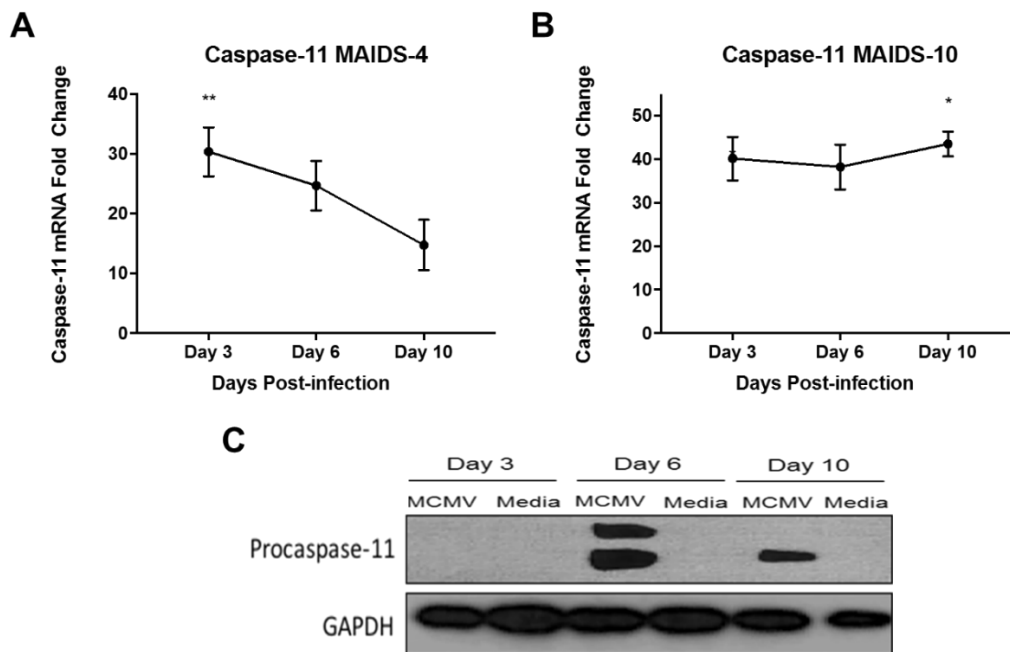 A
Caspase-11 MAIDS-4
Caspase-11 mRNA Fold Change
40
30
20
10
0
**
Day 3 Day 6 Day 10
Days Post-infection
B
Caspase-11 MAIDS-10
Caspase-11 mRNA Fold Change
50
40
30
20
10
0
*
Day 3 Day 6 Day 10
Days Post-infection
C
Day 3 Day 6 Day 10
MCMV Media MCMV Media MCMV Media
Procaspase-11
GAPDH